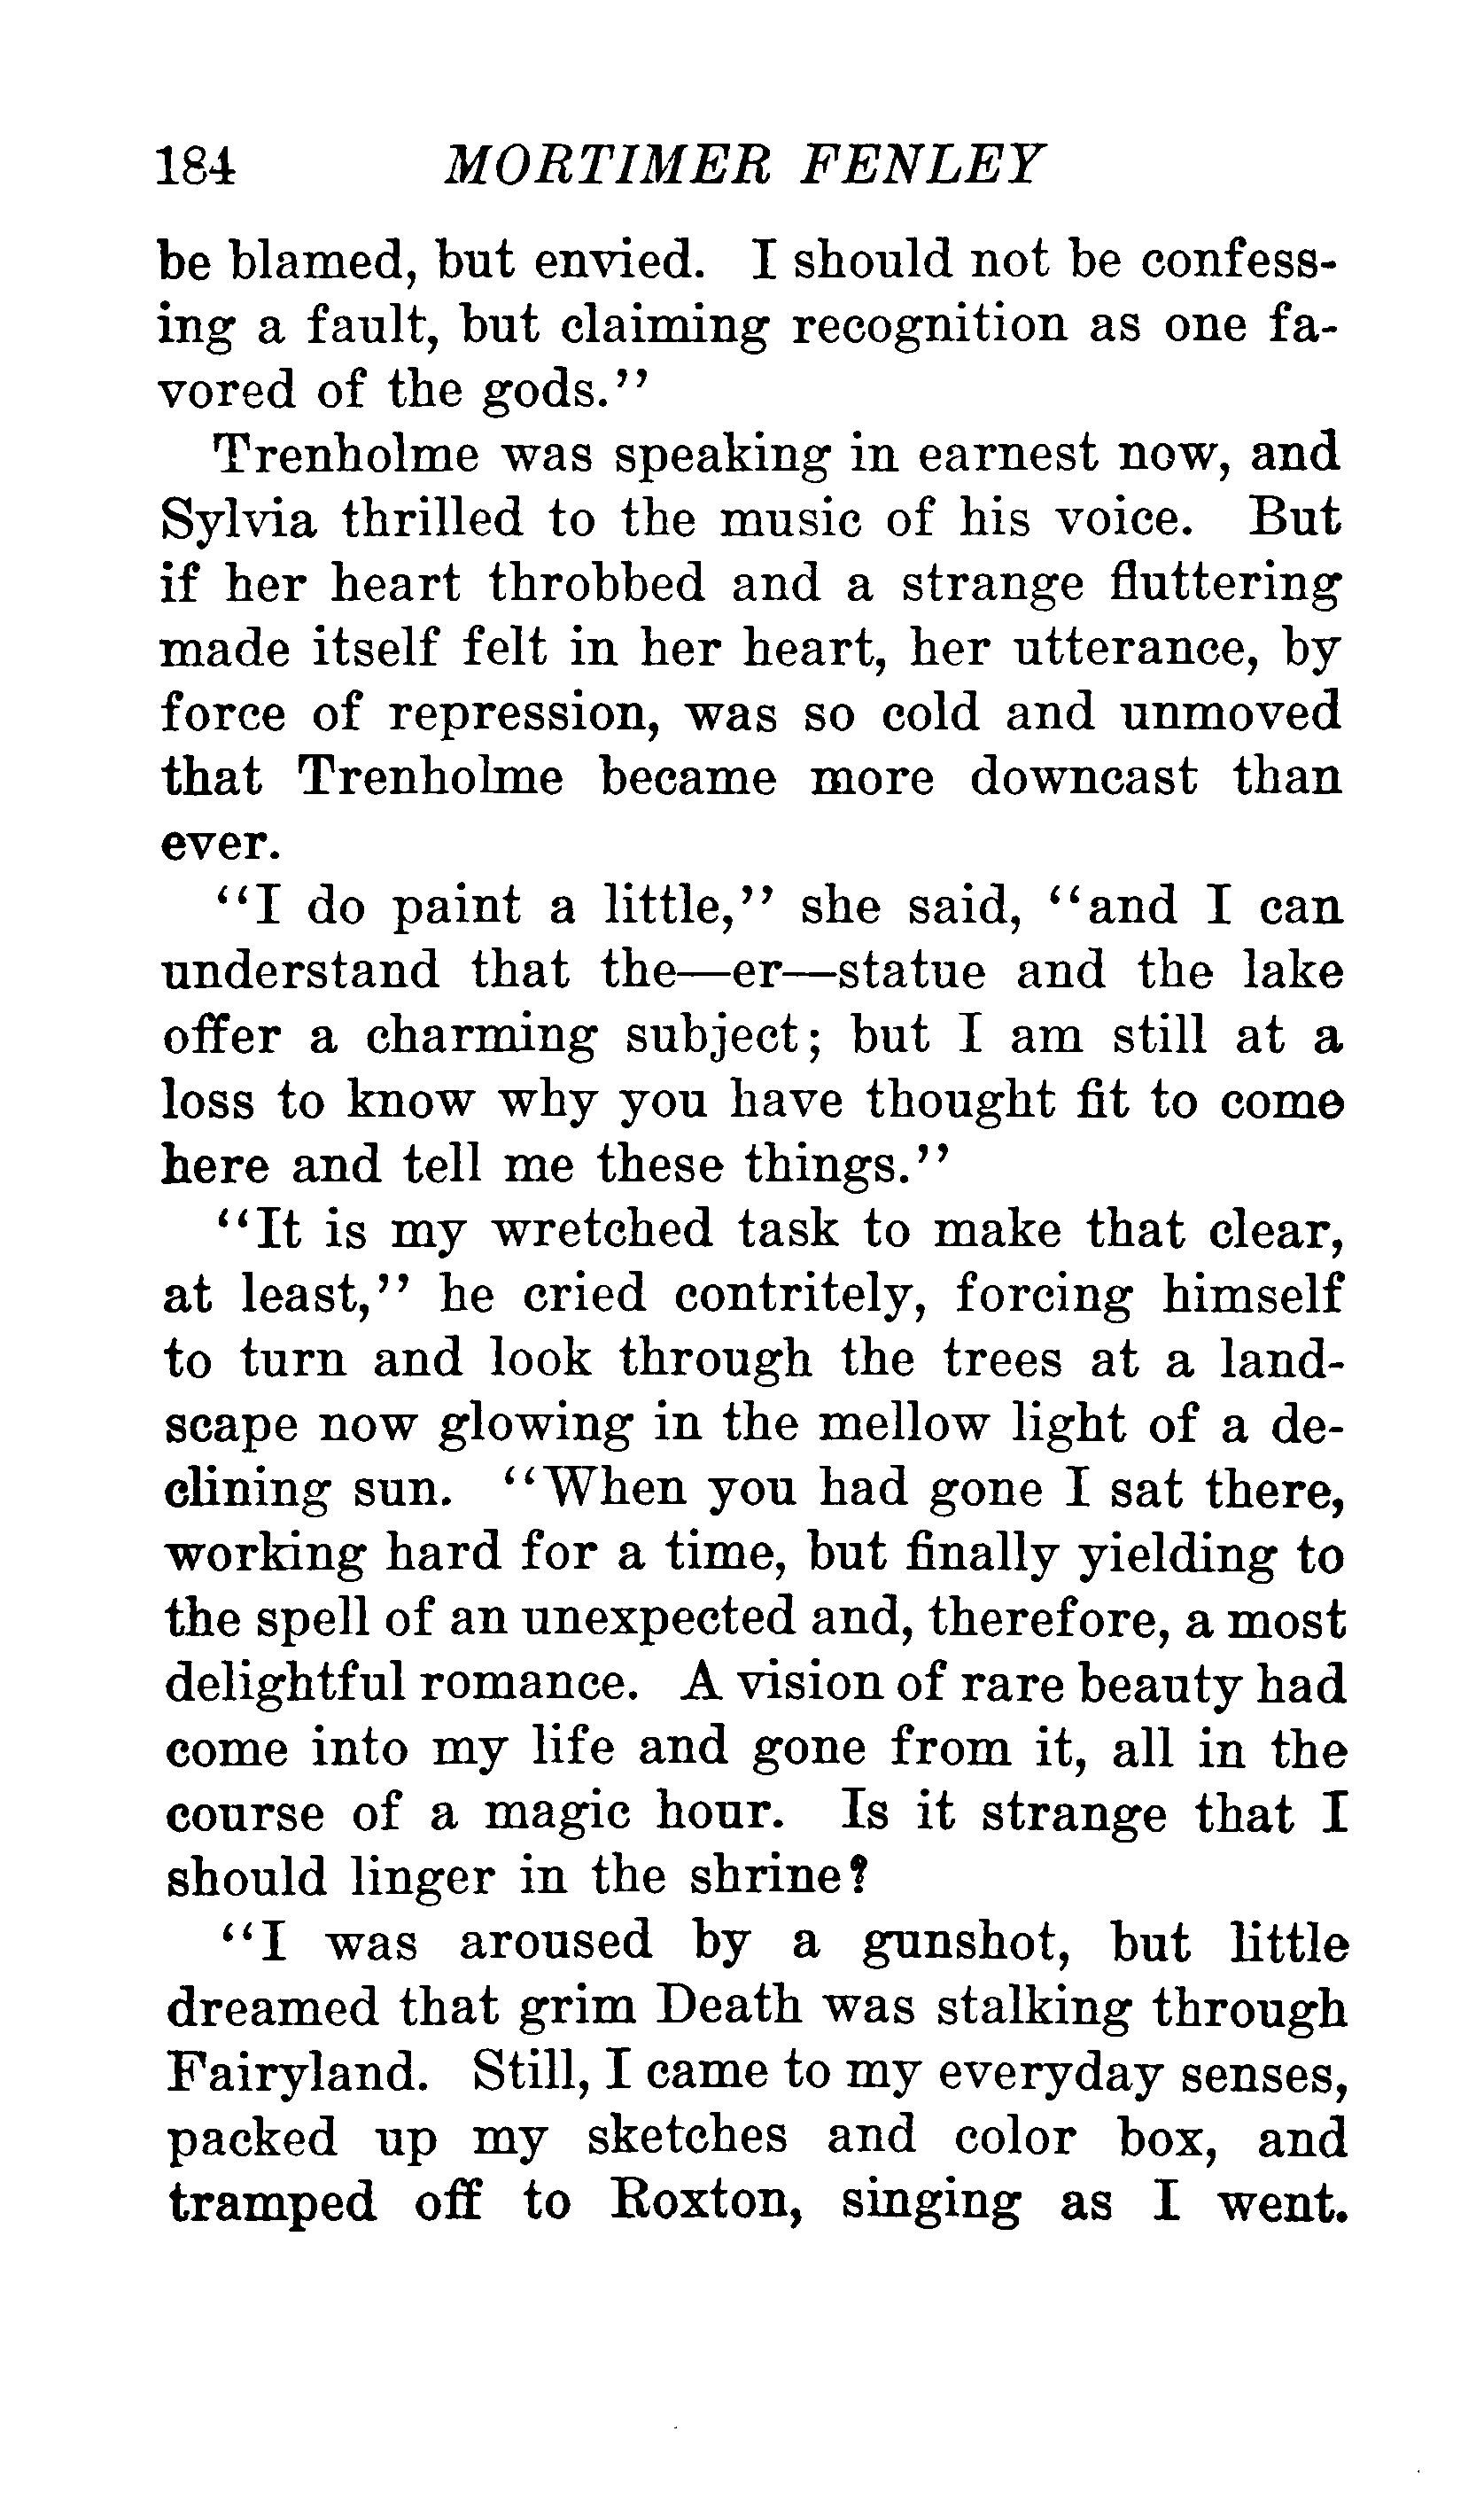 184 MORTIMER FENLEY
be blamed, but envied. I should not be confess-
ing a fault, but claiming recognition as one fa-
vored of the gods."
Trenholme was speaking in earnest now, and
Sylvia thrilled to the music of his voice. But
if her heart throbbed and a strange fluttering
made itself felt in her heart, her utterance, by
force of repression, was so cold and unmoved
that Trenholme became more downcast than
ever.
"I do paint a little," she said, "and I can
understand that the—er—statue and the lake
offer a charming subject; but I am still at a
loss to know why you have thought fit to come
here and tell me these things."
"It is my wretched task to make that clear,
at least," he cried contritely, forcing himself
to turn and look through the trees at a land-
scape now glowing in the mellow light of a de-
clining sun. "When you had gone I sat there,
working hard for a time, but finally yielding to
the spell of an unexpected and, therefore, a most
delightful romance. A vision of rare beauty had
come into my life and gone from it, all in the
course of a magic hour. Is it strange that I
should linger in the shrine?
"I was aroused by a gunshot, but little
dreamed that grim Death was stalking through
Fairyland. Still, I came to my everyday senses,
packed up my sketches and color box, and
tramped off to Roxton, singing as I went.